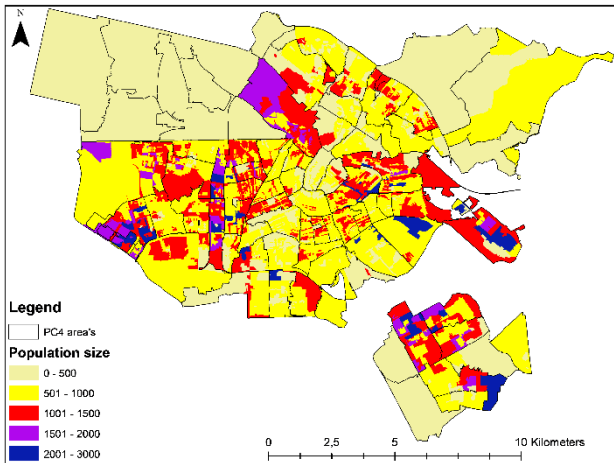 N
Legend
PC4 area's
Population size
0 - 500
501 - 1000
1001 - 1500
1501 - 2000
2001 - 3000
0 2,5 5 10 Kilometers